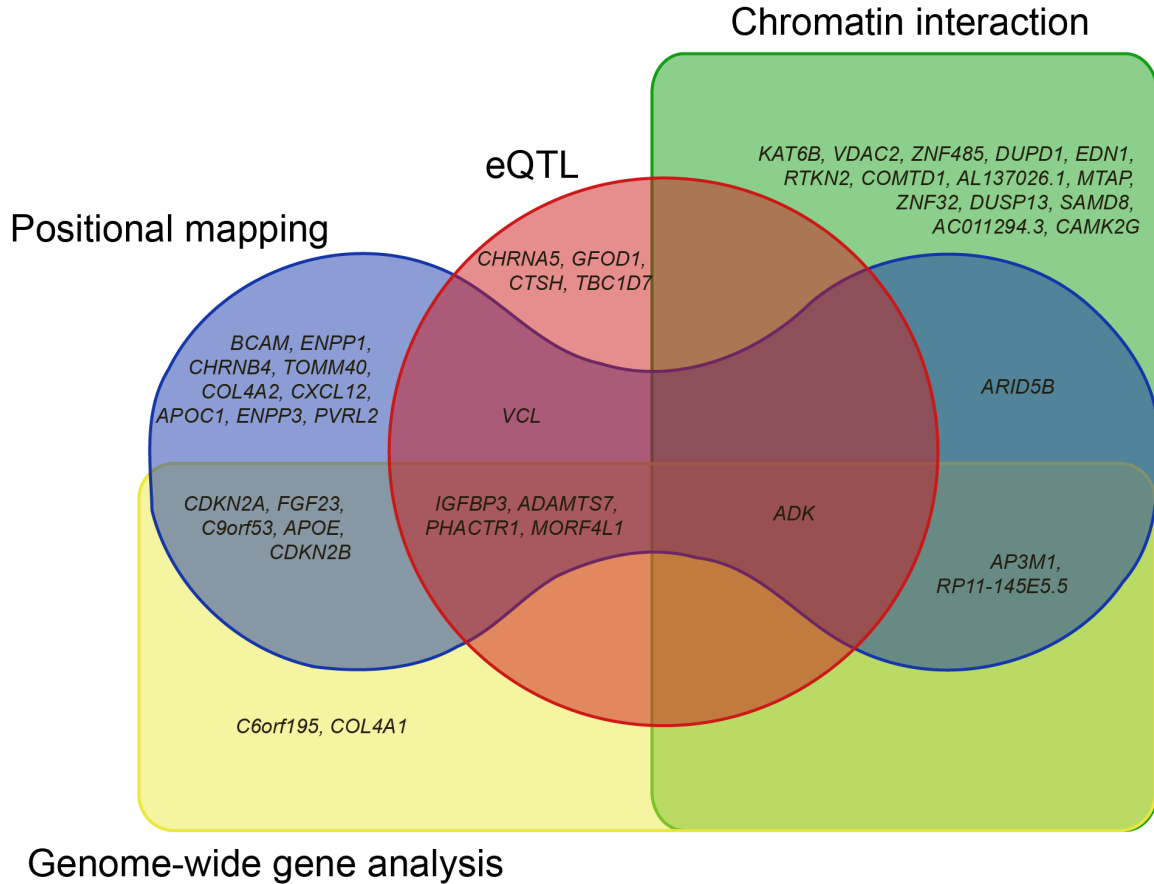 Chromatin interaction
KAT6B, VDAC2, ZNF485, DUPD1, EDN1,
RTKN2, COMTD1, AL137026.1, MTAP,
ZNF32, DUSP13, SAMD8,
AC011294.3, CAMK2G
eQTL
Positional mapping
CHRNA5, GFOD1,
CTSH, TBC1D7
BCAM, ENPP1,
CHRNB4, TOMM40,
COL4A2, CXCL12,
APOC1, ENPP3, PVRL2
VCL
ARID5B
CDKN2A, FGF23,
C9orf53, APOE,
CDKN2B
IGFBP3, ADAMTS7,
PHACTR1, MORF4L1
ADK
AP3M1,
RP11-145E5.5
C6orf195, COL4A1
Genome-wide gene analysis